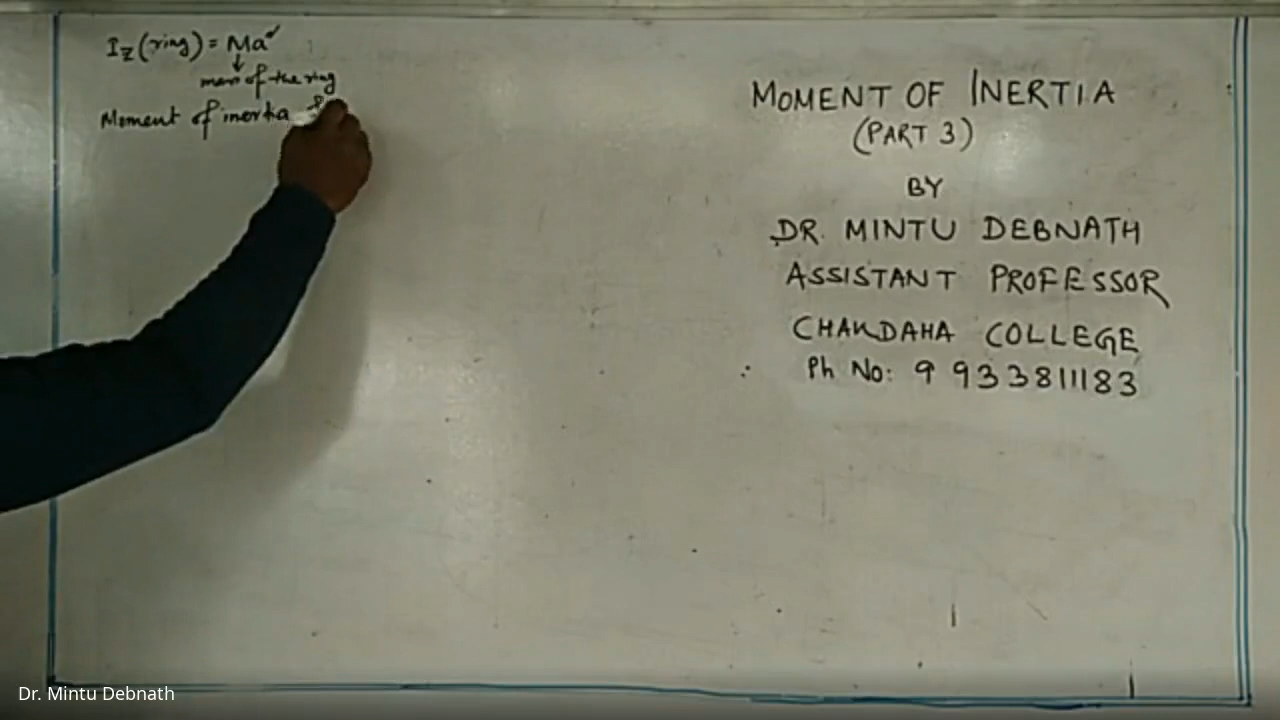 I_Z (ring) = Ma²
↓
mass of the ring
Moment of inertia
MOMENT OF INERTIA
(PART 3)
BY
DR. MINTU DEBNATH
ASSISTANT PROFESSOR
CHAKDAHA COLLEGE
Ph No: 9933811183
Dr. Mintu Debnath